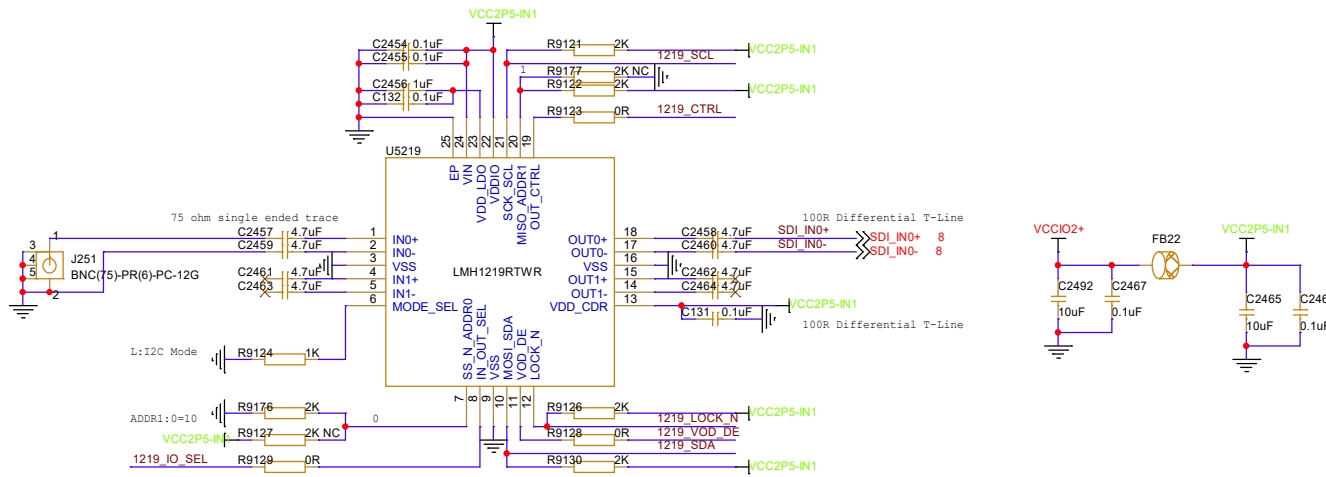 VCC2P5-IN1
C2454 0.1uF
C2455 0.1uF
C2456 1uF
C132 0.1uF
R9121 2K VCC2P5-IN1
1219_SCL
1 R9177 2K NC
R9122 2K VCC2P5-IN1
R9123 0R 1219_CTRL
25 24 23 22 21 20 19
U5219
EP VIN VDD_LDO VDDIO SCK_SCL MISO_ADDR1 OUT_CTRL
75 ohm single ended trace
C2457 4.7uF 1 IN0+
C2459 4.7uF 2 IN0-
3 VSS
C2461 4.7uF 4 IN1+
C2463 4.7uF 5 IN1-
6 MODE_SEL
3 1
4
5 J251
BNC(75)-PR(6)-PC-12G
2
LMH1219RTWR
100R Differential T-Line
OUT0+ 18 C2458 4.7uF SDI_IN0+ SDI_IN0+ 8
OUT0- 17 C2460 4.7uF SDI_IN0- SDI_IN0- 8
VSS 16
OUT1+ 15 C2462 4.7uF
OUT1- 14 C2464 4.7uF
VDD_CDR 13 VCC2P5-IN1
C131 0.1uF
100R Differential T-Line
L:I2C Mode R9124 1K
SS_N_ADDR0 IN_OUT_SEL VSS MOSI_SDA VOD_DE LOCK_N
7 8 9 10 11 12
ADDR1:0=10 R9176 2K 0
VCC2P5-IN1 R9127 2K NC
1219_IO_SEL R9129 0R
R9126 2K VCC2P5-IN1
1219_LOCK_N
R9128 0R 1219_VOD_DE
1219_SDA
R9130 2K VCC2P5-IN1
VCCIO2+ FB22 VCC2P5-IN1
C2492 C2467
10uF 0.1uF
C2465
10uF 0.1uF